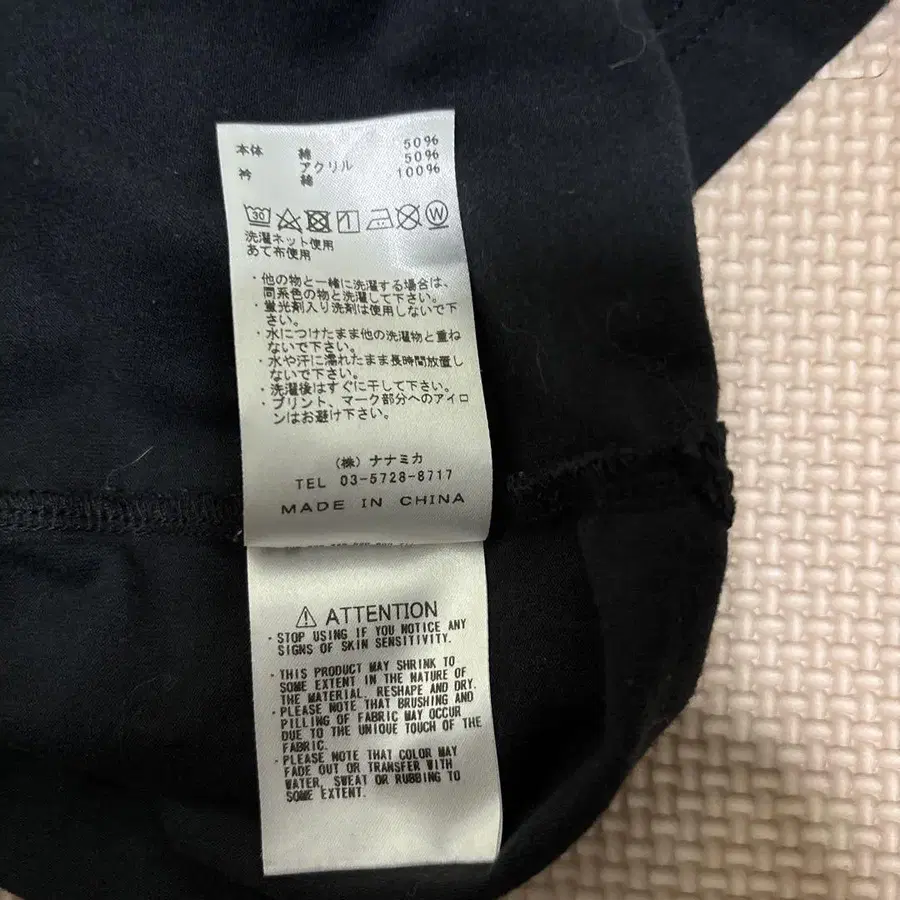 本体 綿 50%
アクリル 50%
衿 綿 100%
30 W
洗濯ネット使用
あて布使用
・他の物と一緒に洗濯する場合は、
同系色の物と洗濯して下さい。
・蛍光剤入り洗剤は使用しないで下
さい。
・水につけたまま他の洗濯物と重ね
ないで下さい。
・水や汗に濡れたまま長時間放置し
ないで下さい。
・洗濯後はすぐに干して下さい。
・プリント、マーク部分へのアイロ
ンはお避け下さい。
(株) ナナミカ
TEL 03-5728-8717
MADE IN CHINA
⚠ ATTENTION
・STOP USING IF YOU NOTICE ANY
SIGNS OF SKIN SENSITIVITY.
・THIS PRODUCT MAY SHRINK TO
SOME EXTENT IN THE NATURE OF
THE MATERIAL. RESHAPE AND DRY.
・PLEASE NOTE THAT BRUSHING AND
PILLING OF FABRIC MAY OCCUR
DUE TO THE UNIQUE TOUCH OF THE
FABRIC.
・PLEASE NOTE THAT COLOR MAY
FADE OUT OR TRANSFER WITH
WATER, SWEAT OR RUBBING TO
SOME EXTENT.